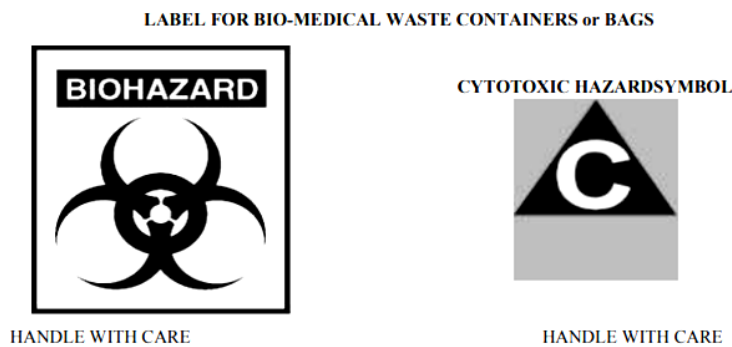 LABEL FOR BIO-MEDICAL WASTE CONTAINERS or BAGS
BIOHAZARD
CYTOTOXIC HAZARDSYMBOL
C
HANDLE WITH CARE
HANDLE WITH CARE